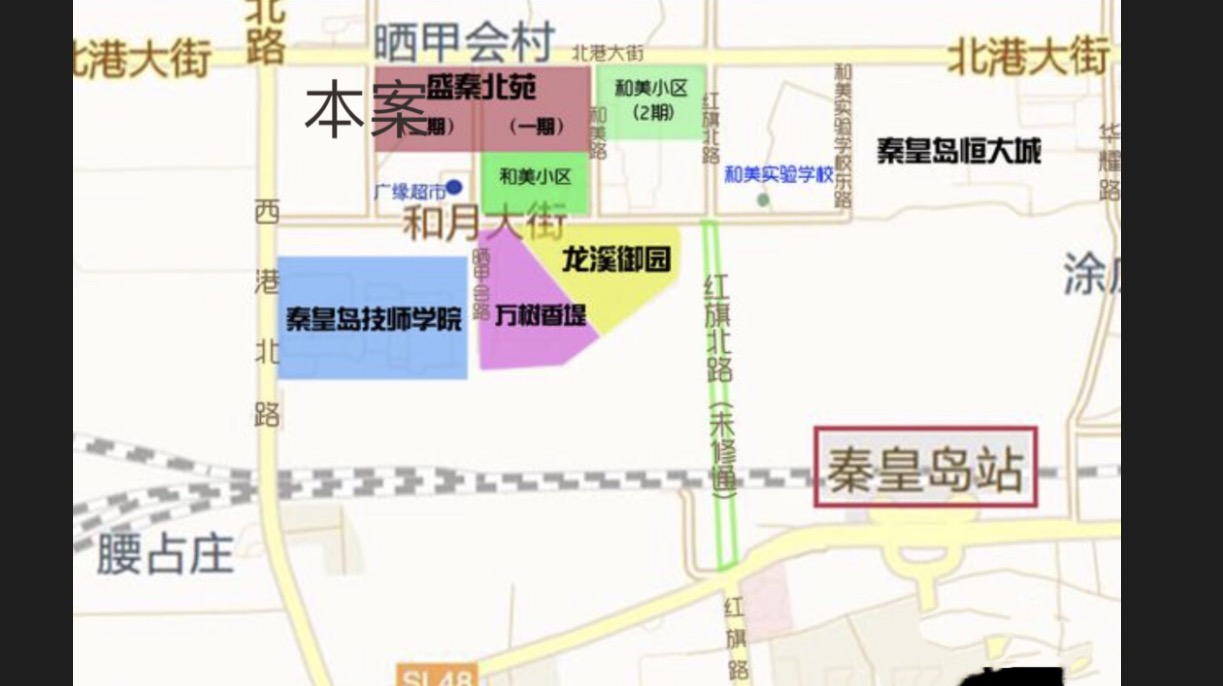 北路
北港大街
晒甲会村
北港大街
北港大街
本案
盛秦北苑
期）
（一期）
和美小区
（2期）
和美路
红旗北路
和美实验学校东路
秦皇岛恒大城
华耀路
和美小区
和美实验学校
广缘超市
和月大街
西港北路
晒甲会路
龙溪御园
万树香堤
秦皇岛技师学院
红旗北路（未修通）
秦皇岛站
腰占庄
红旗路
SL48